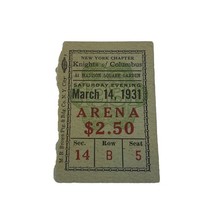 NEW YORK CHAPTER
Knights of Columbus
At MADISON SQUARE GARDEN
SATURDAY EVENING
March 14, 1931
ARENA
$2.50
Sec. Row Seat
14 B 5